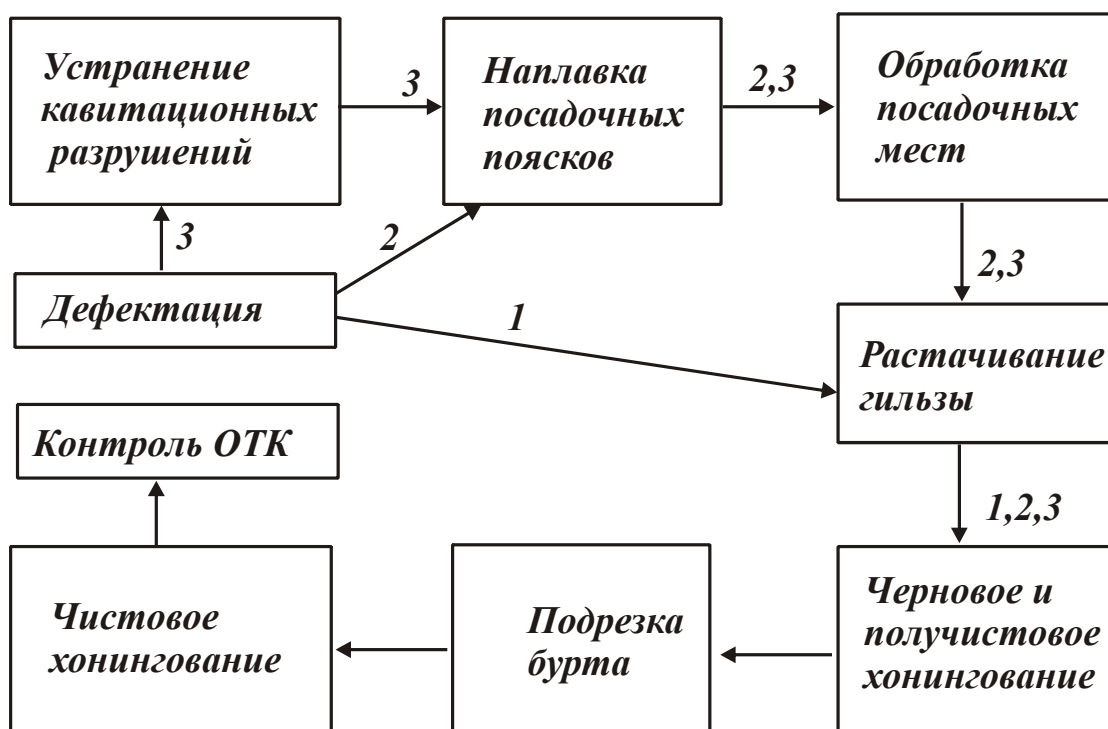 Устранение
кавитационных
разрушений
3
Наплавка
посадочных
поясков
2,3
Обработка
посадочных
мест
3
2
2,3
Дефектация
1
Растачивание
гильзы
Контроль ОТК
1,2,3
Чистовое
хонингование
Подрезка
бурта
Черновое и
получистовое
хонингование